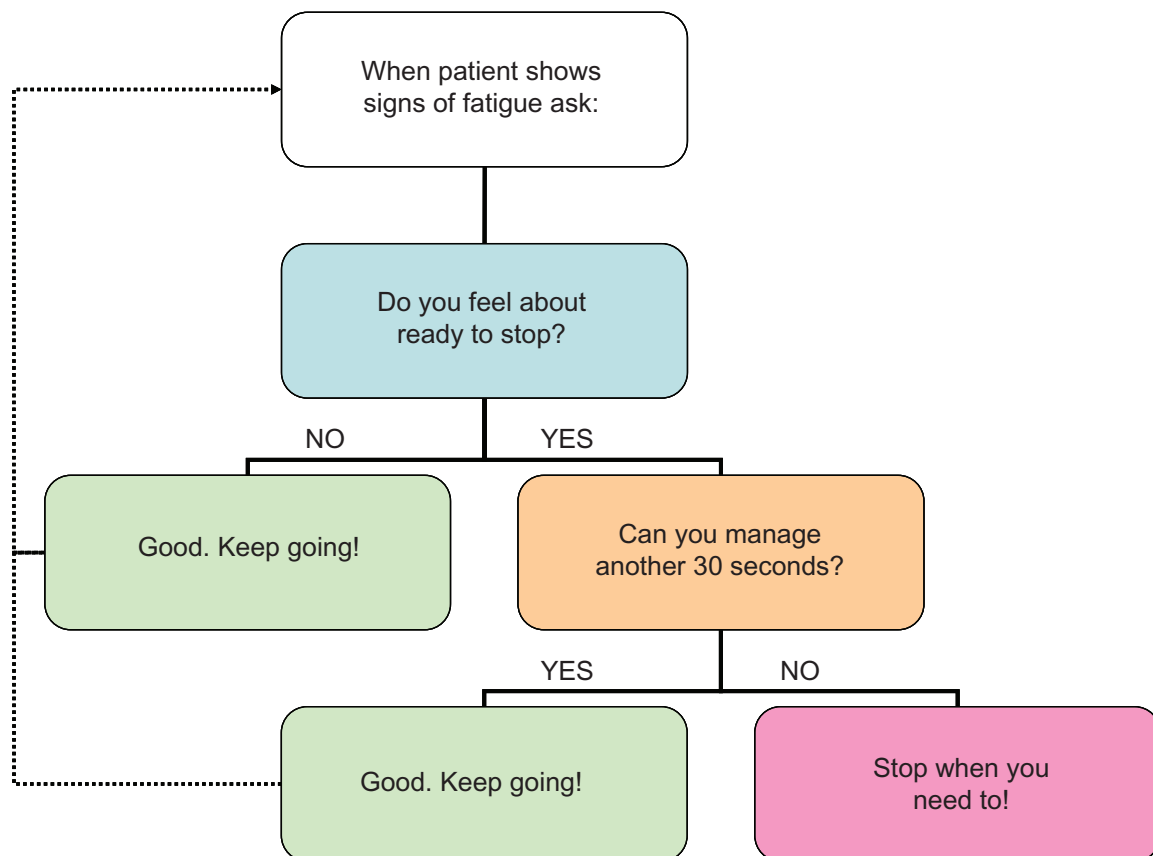 When patient shows
signs of fatigue ask:
Do you feel about
ready to stop?
NO
YES
Good. Keep going!
Can you manage
another 30 seconds?
YES
NO
Good. Keep going!
Stop when you
need to!